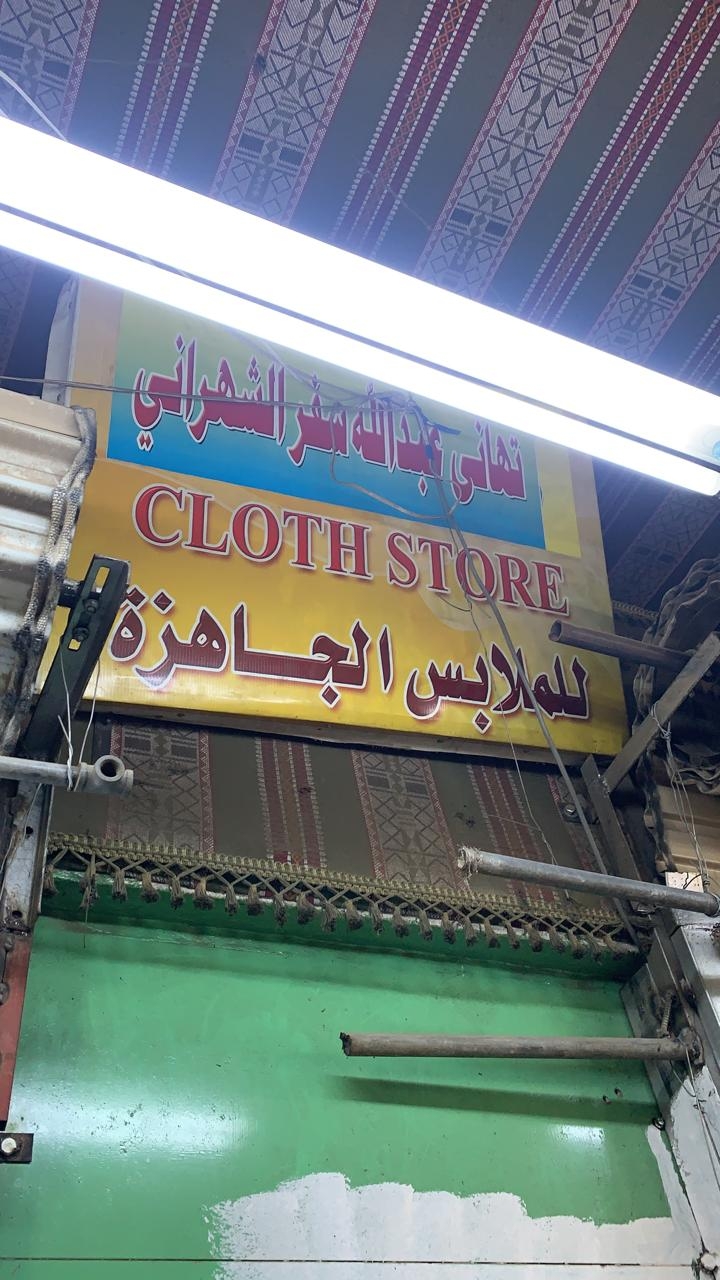 تهاني عبدالله سفر الشهراني
CLOTH STORE
للملابس الجاهزة